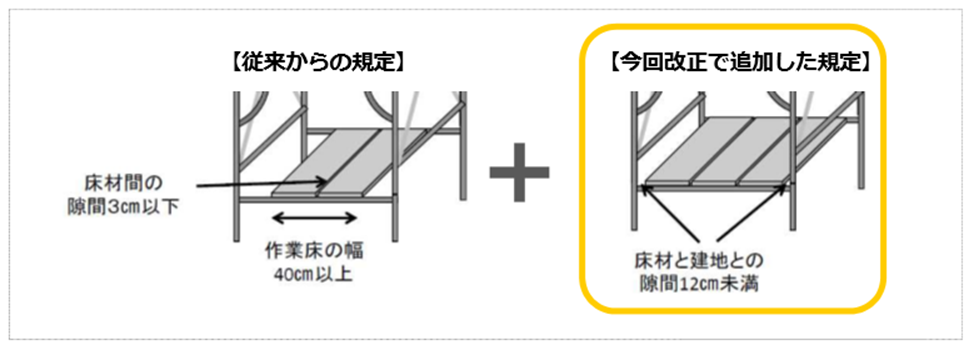 【従来からの規定】
床材間の
隙間3㎝以下
作業床の幅
40㎝以上
【今回改正で追加した規定】
床材と建地との
隙間12㎝未満